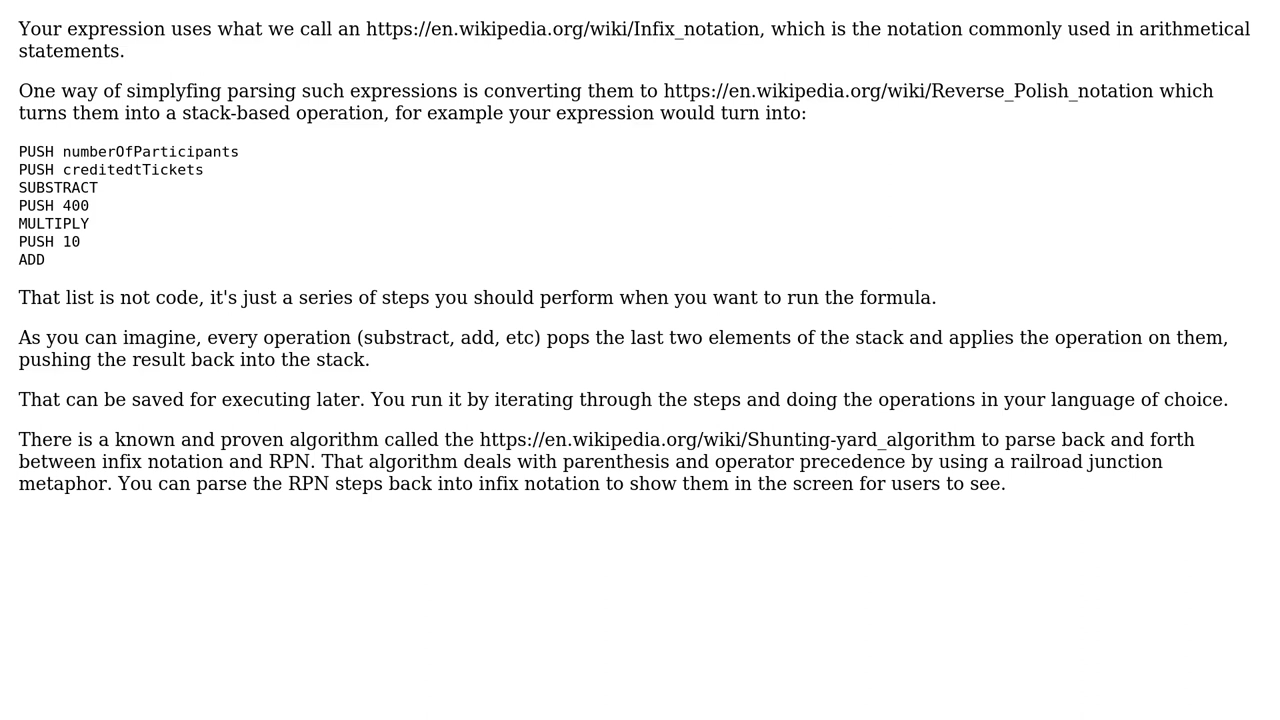 Your expression uses what we call an https://en.wikipedia.org/wiki/Infix_notation, which is the notation commonly used in arithmetical
statements.
One way of simplyfing parsing such expressions is converting them to https://en.wikipedia.org/wiki/Reverse_Polish_notation which
turns them into a stack-based operation, for example your expression would turn into:
PUSH numberOfParticipants
PUSH creditedtTickets
SUBSTRACT
PUSH 400
MULTIPLY
PUSH 10
ADD
That list is not code, it's just a series of steps you should perform when you want to run the formula.
As you can imagine, every operation (substract, add, etc) pops the last two elements of the stack and applies the operation on them,
pushing the result back into the stack.
That can be saved for executing later. You run it by iterating through the steps and doing the operations in your language of choice.
There is a known and proven algorithm called the https://en.wikipedia.org/wiki/Shunting-yard_algorithm to parse back and forth
between infix notation and RPN. That algorithm deals with parenthesis and operator precedence by using a railroad junction
metaphor. You can parse the RPN steps back into infix notation to show them in the screen for users to see.